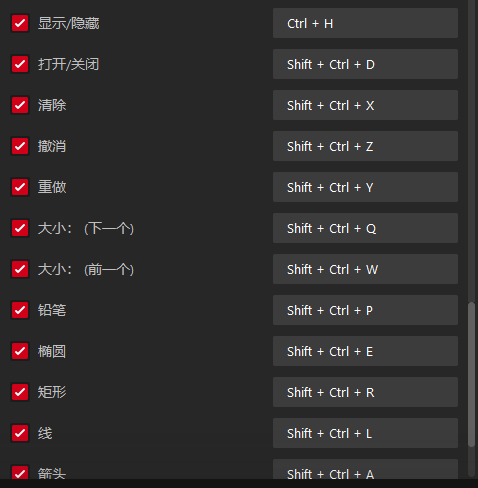 显示/隐藏 Ctrl + H
打开/关闭 Shift + Ctrl + D
清除 Shift + Ctrl + X
撤消 Shift + Ctrl + Z
重做 Shift + Ctrl + Y
大小： (下一个) Shift + Ctrl + Q
大小： (前一个) Shift + Ctrl + W
铅笔 Shift + Ctrl + P
椭圆 Shift + Ctrl + E
矩形 Shift + Ctrl + R
线 Shift + Ctrl + L
箭头 Shift + Ctrl + A